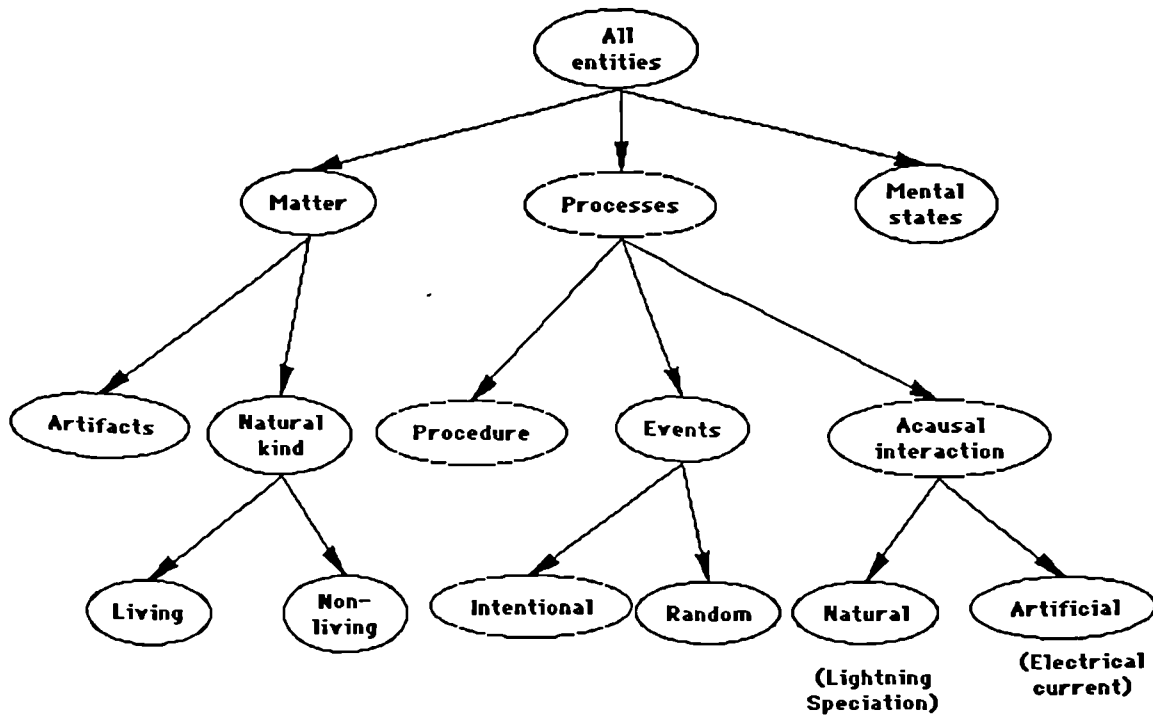 All
entities
Matter
Processes
Mental
states
Artifacts
Natural
kind
Procedure
Events
Acausal
interaction
Living
Non-
living
Intentional
Random
Natural
Artificial
(Lightning
Speciation)
(Electrical
current)